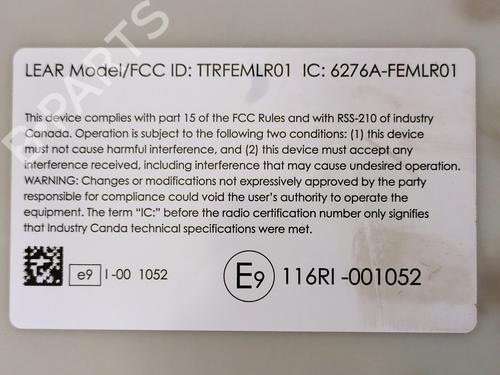 B-PARTS
LEAR Model/FCC ID: TTRFEMLR01 IC: 6276A-FEMLR01
This device complies with part 15 of the FCC Rules and with RSS-210 of industry
Canada. Operation is subject to the following two conditions: (1) this device
must not cause harmful interference, and (2) this device must accept any
interference received, including interference that may cause undesired operation.
WARNING: Changes or modifications not expressively approved by the party
responsible for compliance could void the user's authority to operate the
equipment. The term "IC:" before the radio certification number only signifies
that Industry Canda technical specifications were met.
e9 I-00 1052
E9 116RI-001052